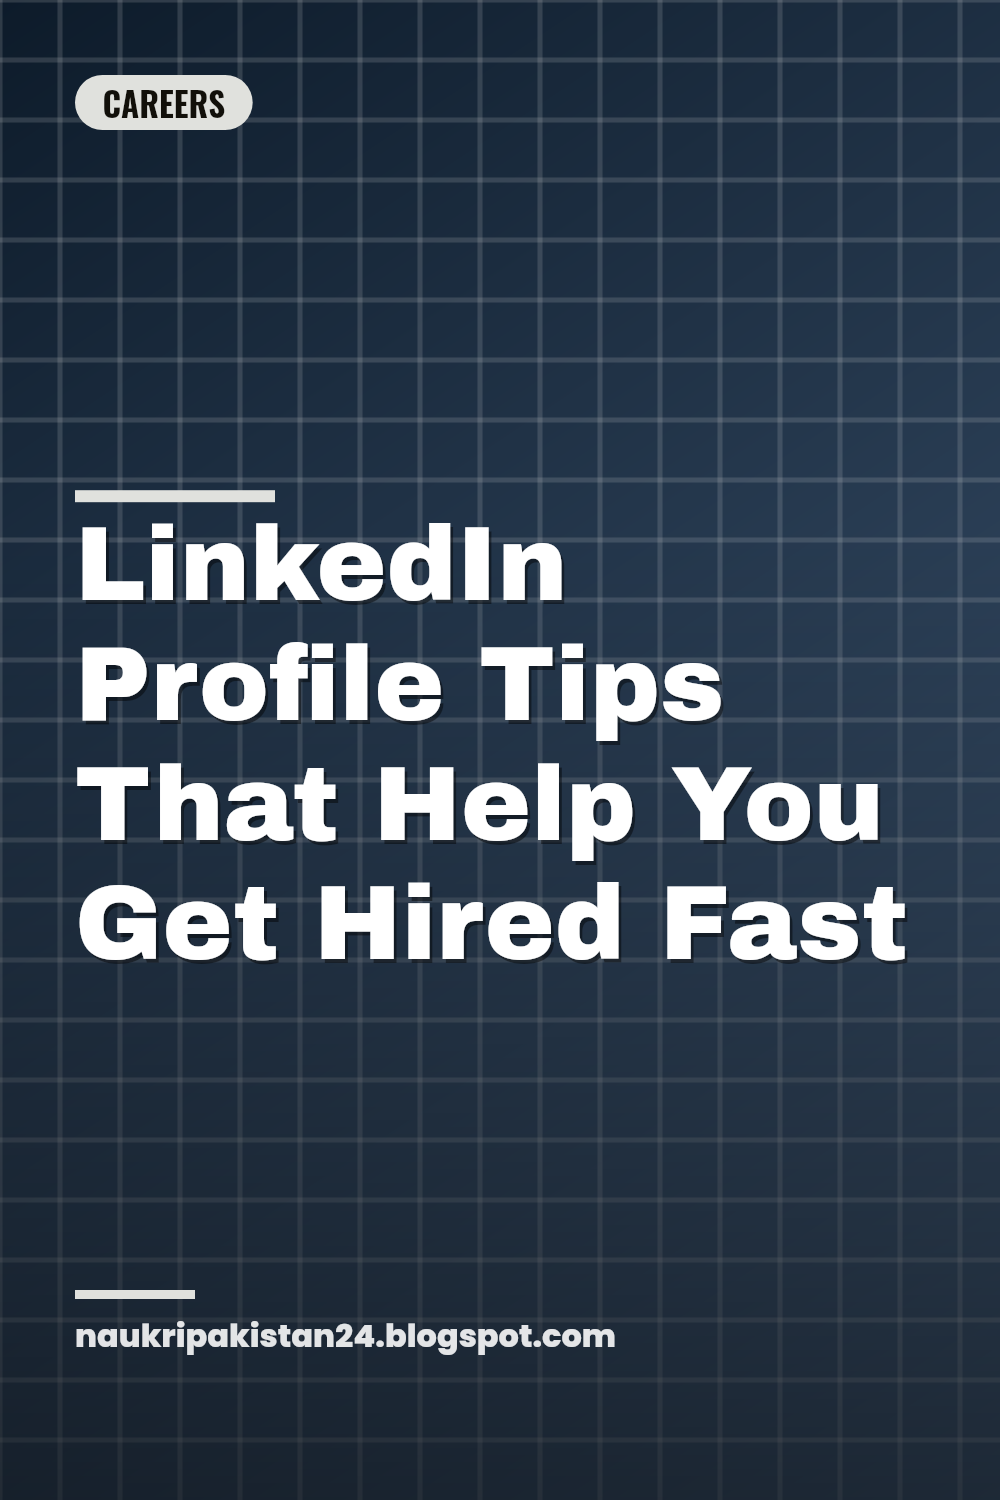 CAREERS
LinkedIn
Profile Tips
That Help You
Get Hired Fast
naukripakistan24.blogspot.com